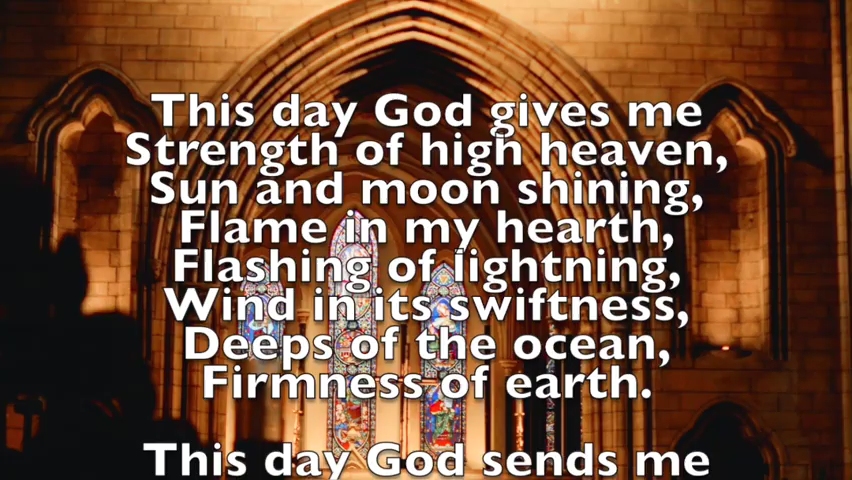 This day God gives me
Strength of high heaven,
Sun and moon shining,
Flame in my hearth,
Flashing of lightning,
Wind in its swiftness,
Deeps of the ocean,
Firmness of earth.
This day God sends me